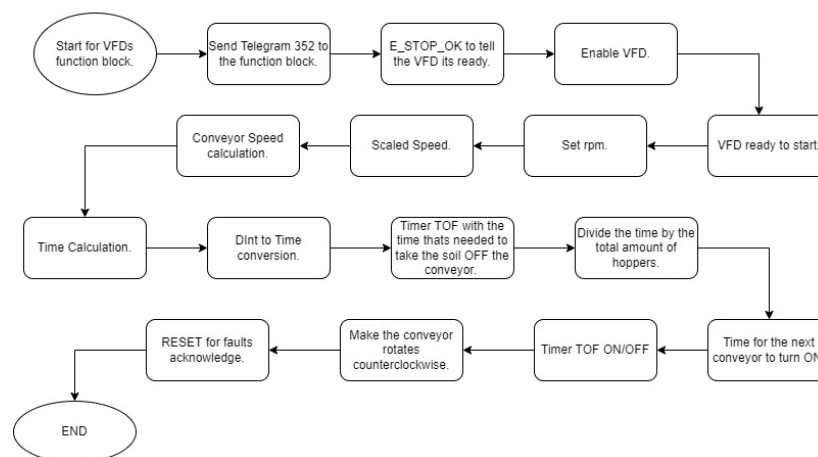 Start for VFDs
function block.
Send Telegram 352 to
the function block.
E_STOP_OK to tell
the VFD its ready.
Enable VFD.
VFD ready to start.
Set rpm.
Scaled Speed.
Conveyor Speed
calculation.
Time Calculation.
DInt to Time
conversion.
Timer TOF with the
time thats needed to
take the soil OFF the
conveyor.
Divide the time by the
total amount of
hoppers.
Time for the next
conveyor to turn ON
Timer TOF ON/OFF
Make the conveyor
rotates
counterclockwise.
RESET for faults
acknowledge.
END